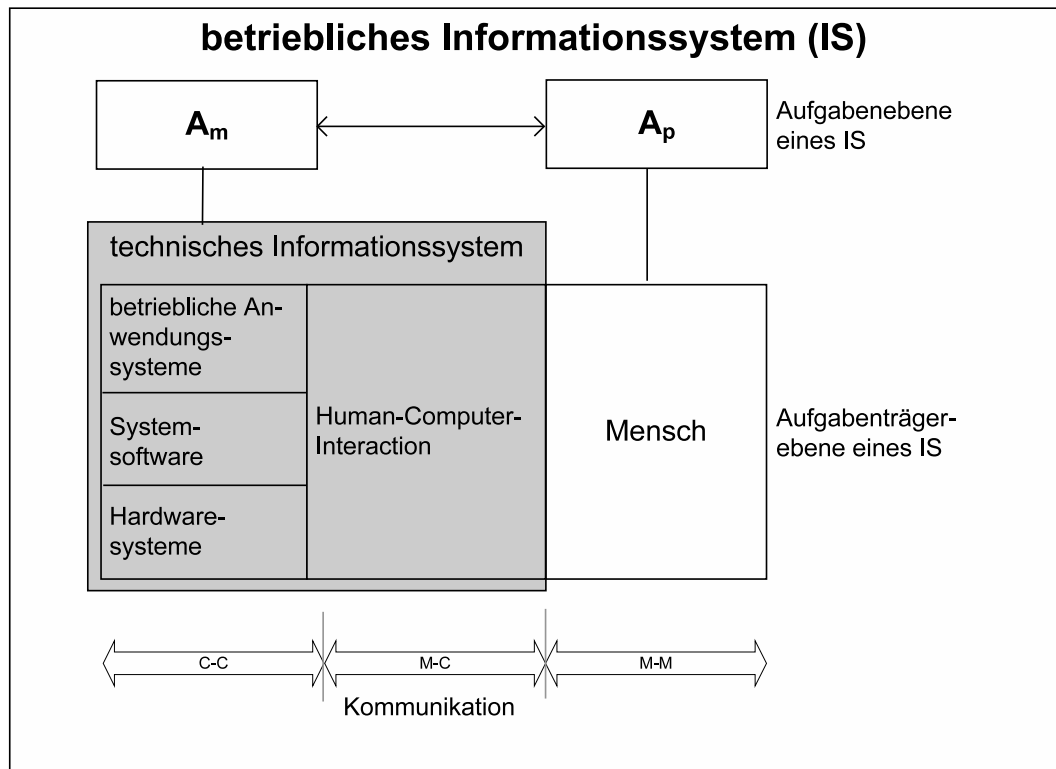 betriebliches Informationssystem (IS)
Am
Ap
Aufgabenebene
eines IS
technisches Informationssystem
betriebliche An-
wendungs-
systeme
System-
software
Hardware-
systeme
Human-Computer-
Interaction
Mensch
Aufgabenträger-
ebene eines IS
C-C
M-C
M-M
Kommunikation